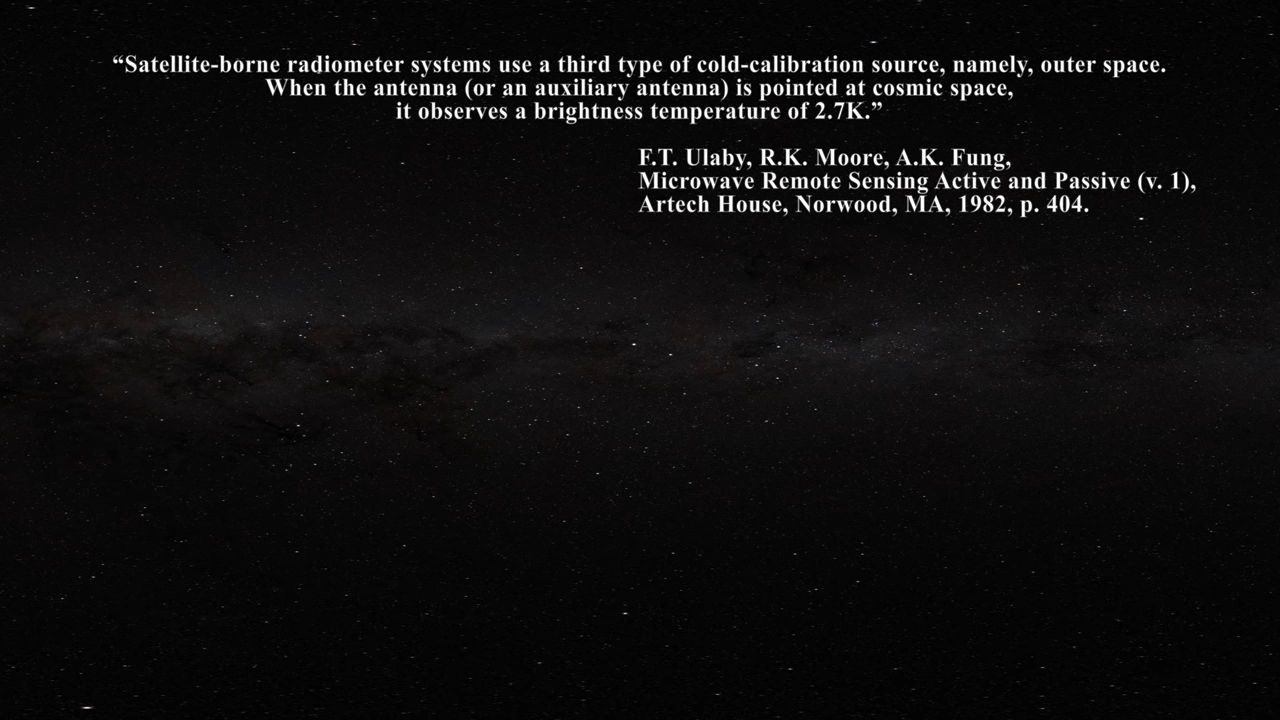 “Satellite-borne radiometer systems use a third type of cold-calibration source, namely, outer space.
When the antenna (or an auxiliary antenna) is pointed at cosmic space,
it observes a brightness temperature of 2.7K.”
F.T. Ulaby, R.K. Moore, A.K. Fung,
Microwave Remote Sensing Active and Passive (v. 1),
Artech House, Norwood, MA, 1982, p. 404.